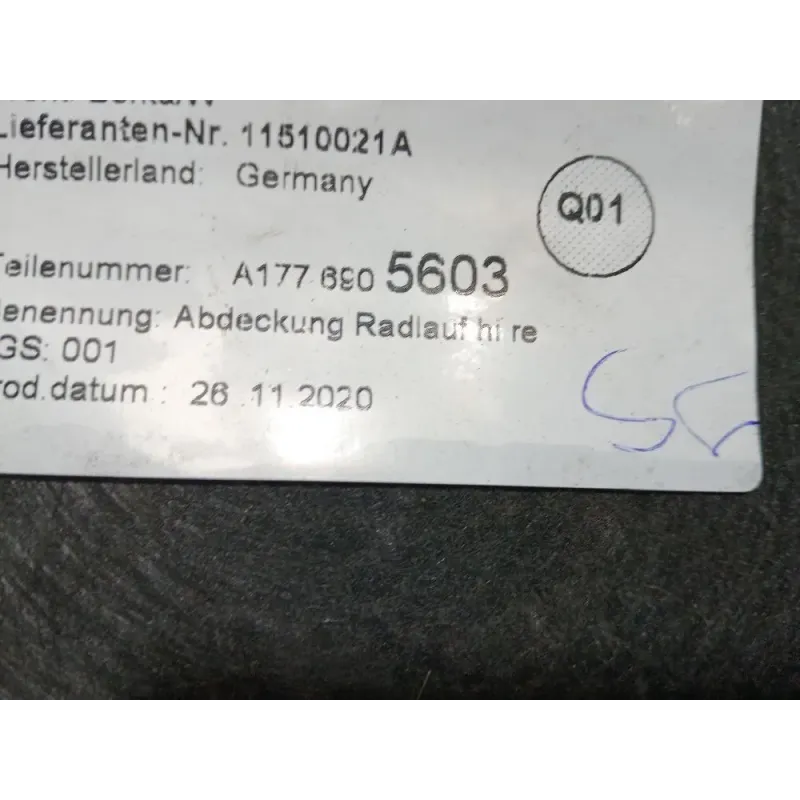 Lieferanten-Nr. 11510021A
Herstellerland: Germany
Q01
Teilenummer: A177 690 5603
Benennung: Abdeckung Radlauf hi re
GS: 001
rod.datum : 26.11.2020